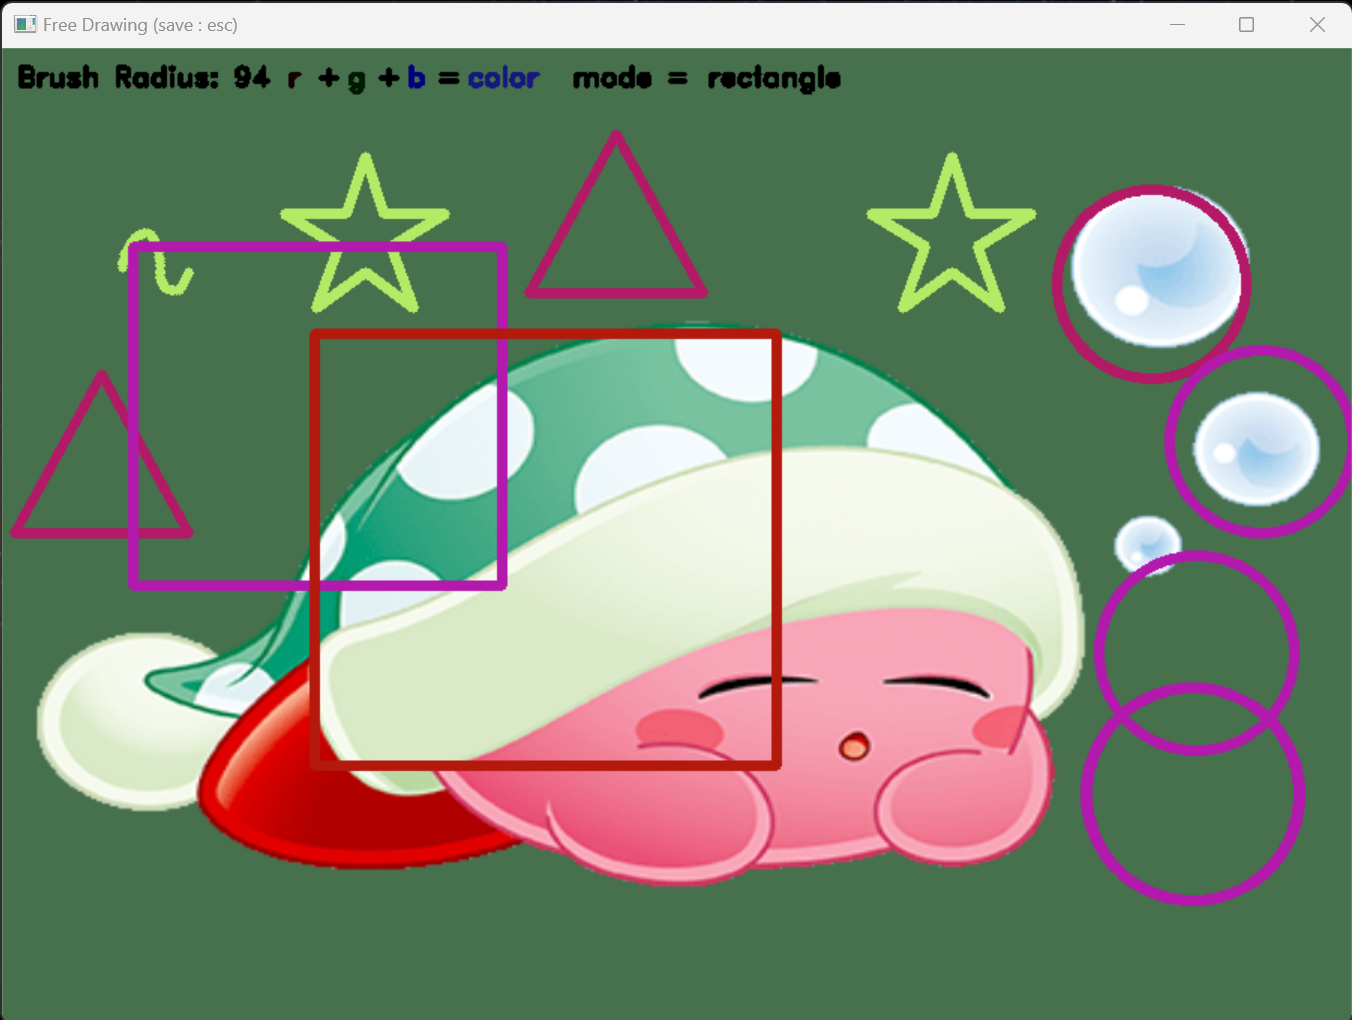 Free Drawing (save : esc)
Brush Radius: 94 r + g + b = color mode = rectangle